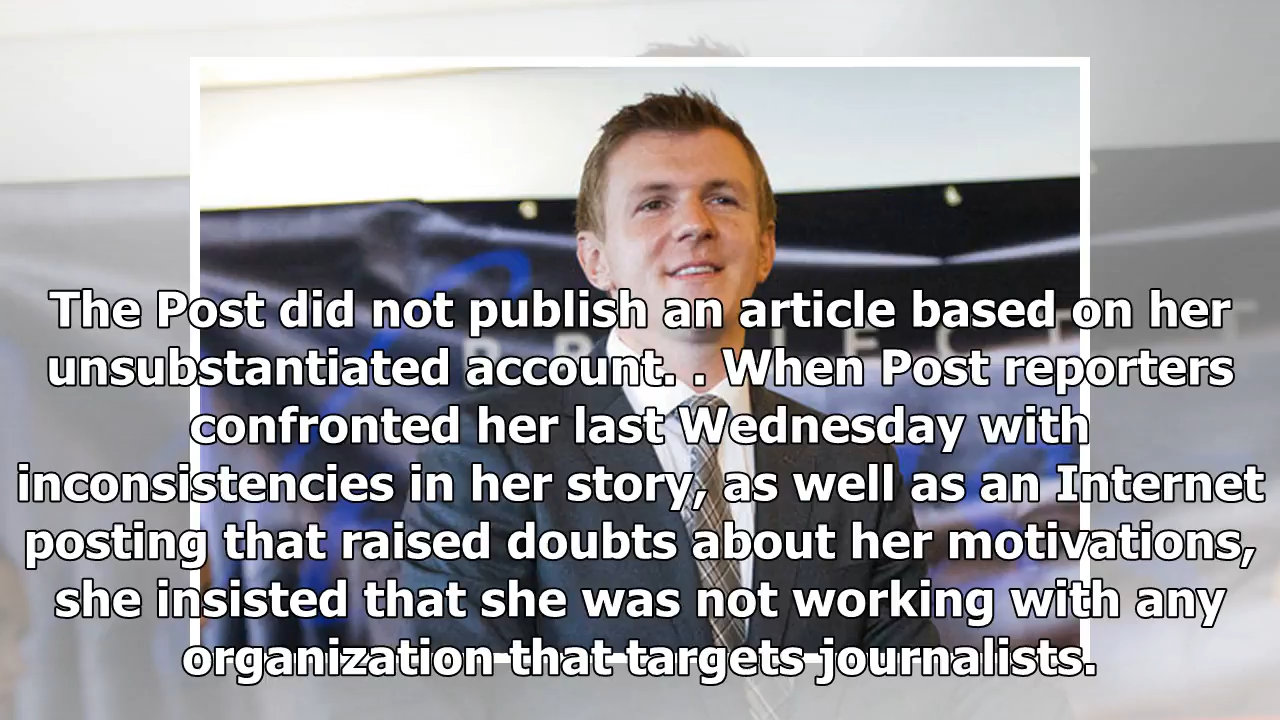 The Post did not publish an article based on her
unsubstantiated account. . When Post reporters
confronted her last Wednesday with
inconsistencies in her story, as well as an Internet
posting that raised doubts about her motivations,
she insisted that she was not working with any
organization that targets journalists.